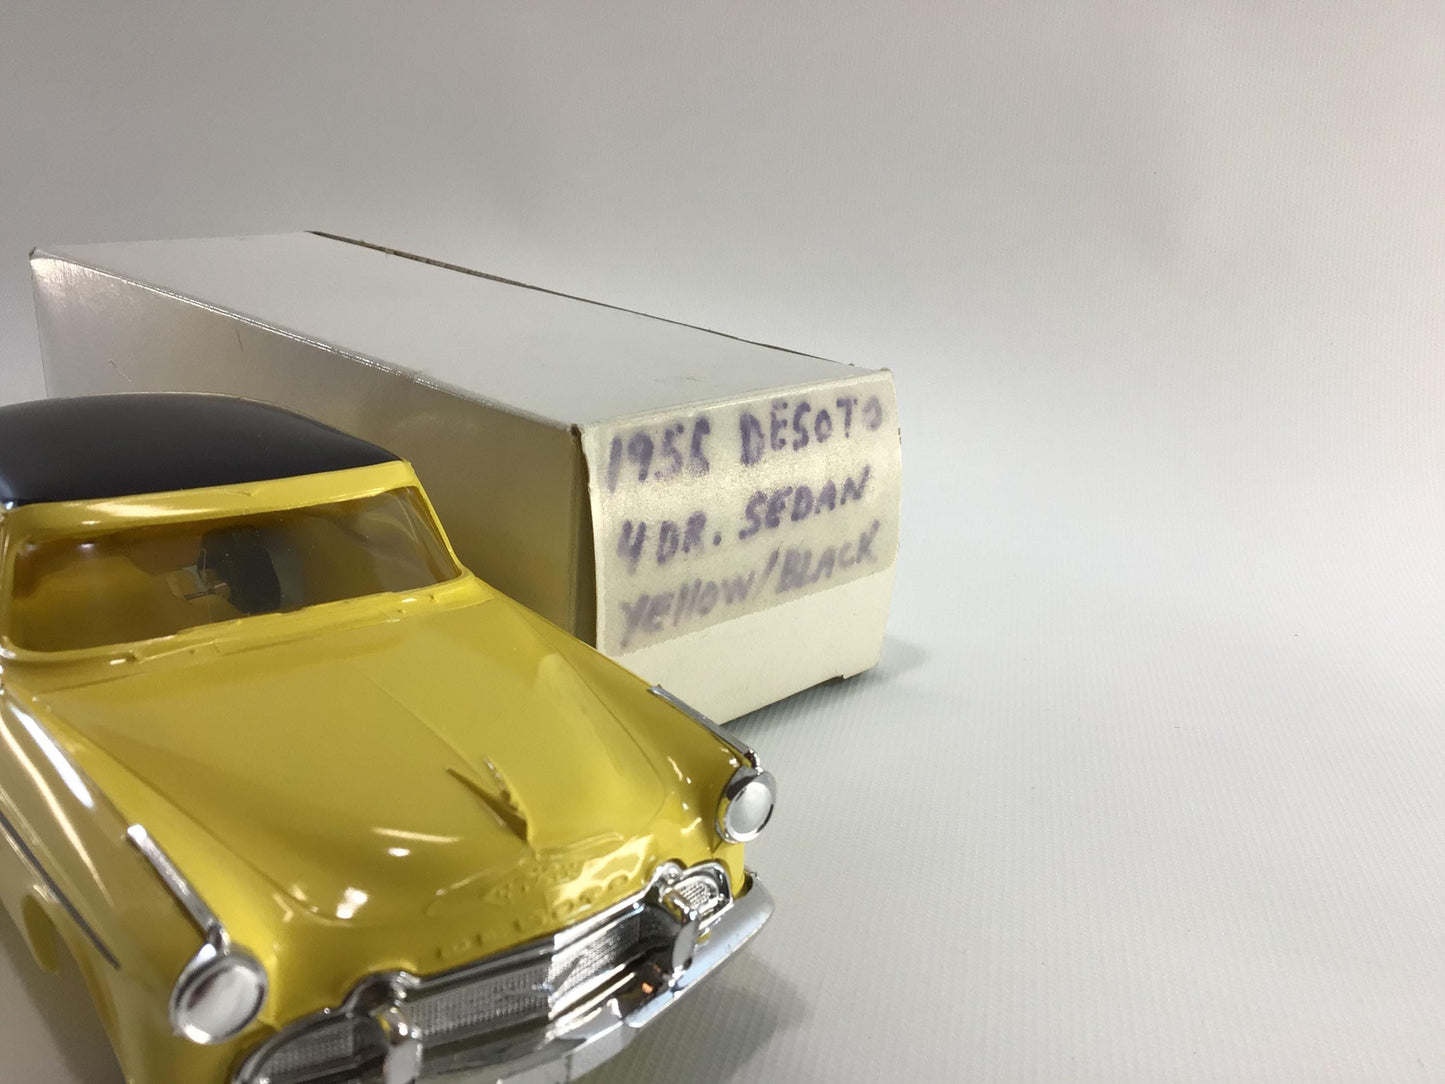 1955 DESOTO
4 DR. SEDAN
YEllOW/BLACK